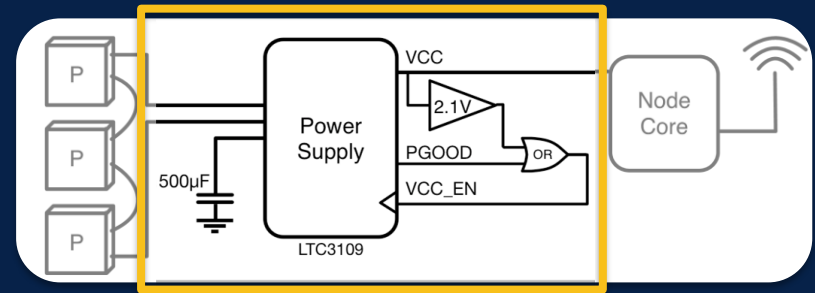 P
P
P
500µF
Power
Supply
LTC3109
VCC
2.1V
PGOOD
OR
VCC_EN
Node
Core